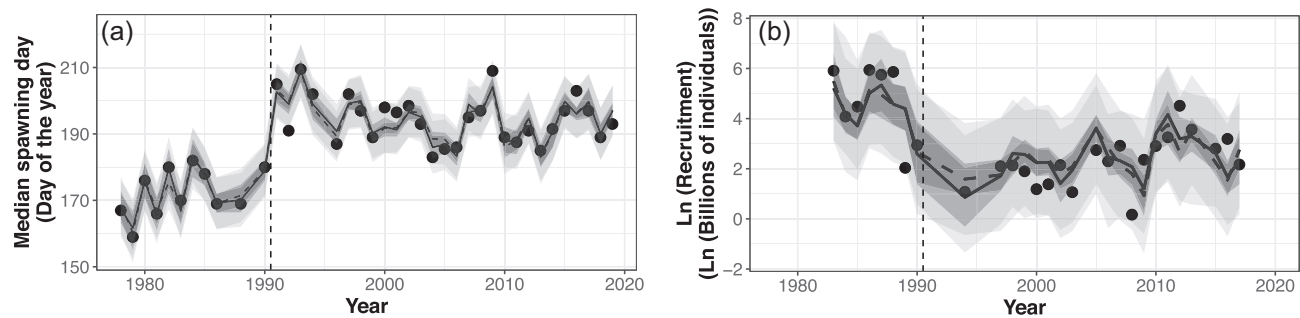 (a)
Median spawning day
(Day of the year)
210
190
170
150
1980
1990
2000
2010
2020
Year
(b)
Ln (Recruitment)
(Ln (Billions of individuals))
8
6
4
2
0
−2
1980
1990
2000
2010
2020
Year